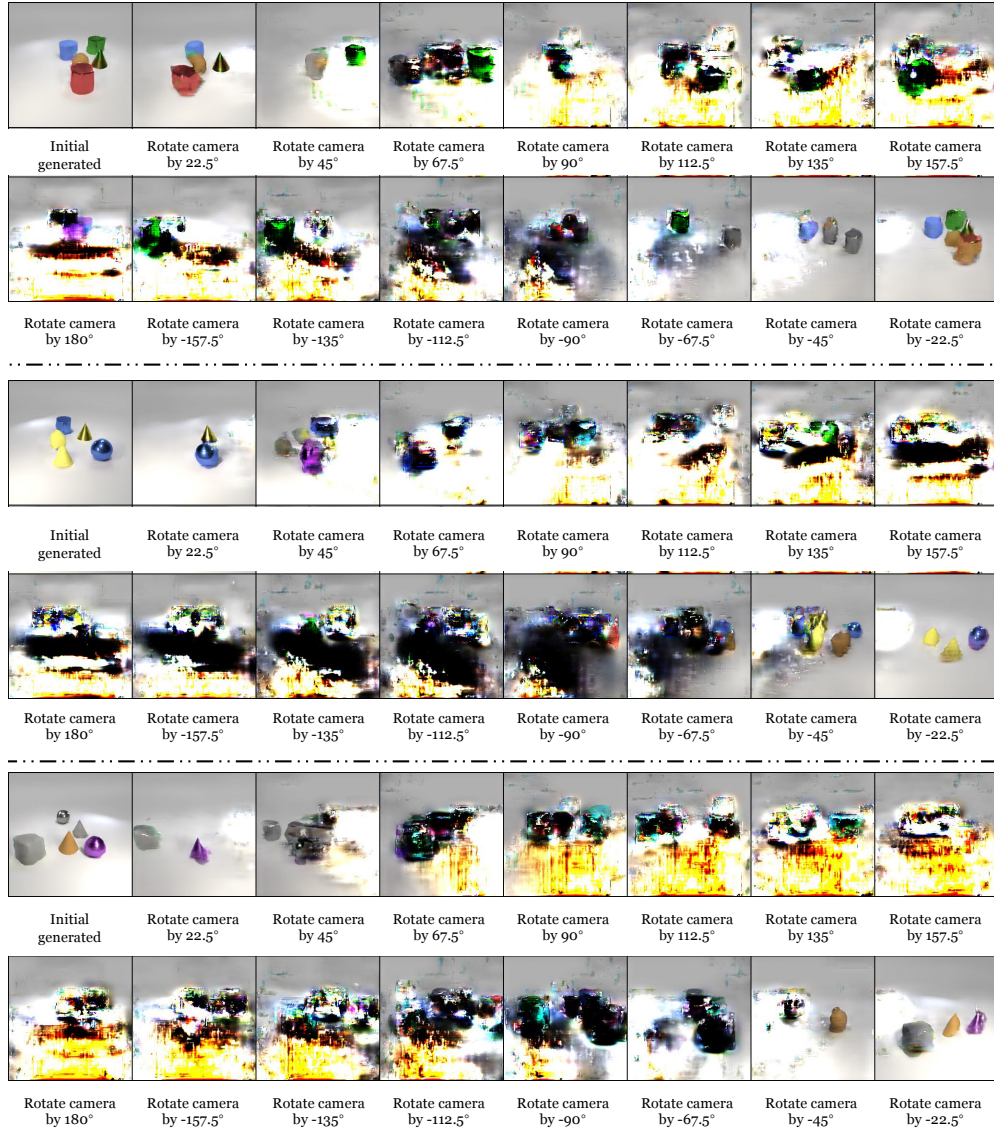 Initial
generated
Rotate camera
by 22.5°
Rotate camera
by 45°
Rotate camera
by 67.5°
Rotate camera
by 90°
Rotate camera
by 112.5°
Rotate camera
by 135°
Rotate camera
by 157.5°
Rotate camera
by 180°
Rotate camera
by -157.5°
Rotate camera
by -135°
Rotate camera
by -112.5°
Rotate camera
by -90°
Rotate camera
by -67.5°
Rotate camera
by -45°
Rotate camera
by -22.5°
Initial
generated
Rotate camera
by 22.5°
Rotate camera
by 45°
Rotate camera
by 67.5°
Rotate camera
by 90°
Rotate camera
by 112.5°
Rotate camera
by 135°
Rotate camera
by 157.5°
Rotate camera
by 180°
Rotate camera
by -157.5°
Rotate camera
by -135°
Rotate camera
by -112.5°
Rotate camera
by -90°
Rotate camera
by -67.5°
Rotate camera
by -45°
Rotate camera
by -22.5°
Initial
generated
Rotate camera
by 22.5°
Rotate camera
by 45°
Rotate camera
by 67.5°
Rotate camera
by 90°
Rotate camera
by 112.5°
Rotate camera
by 135°
Rotate camera
by 157.5°
Rotate camera
by 180°
Rotate camera
by -157.5°
Rotate camera
by -135°
Rotate camera
by -112.5°
Rotate camera
by -90°
Rotate camera
by -67.5°
Rotate camera
by -45°
Rotate camera
by -22.5°